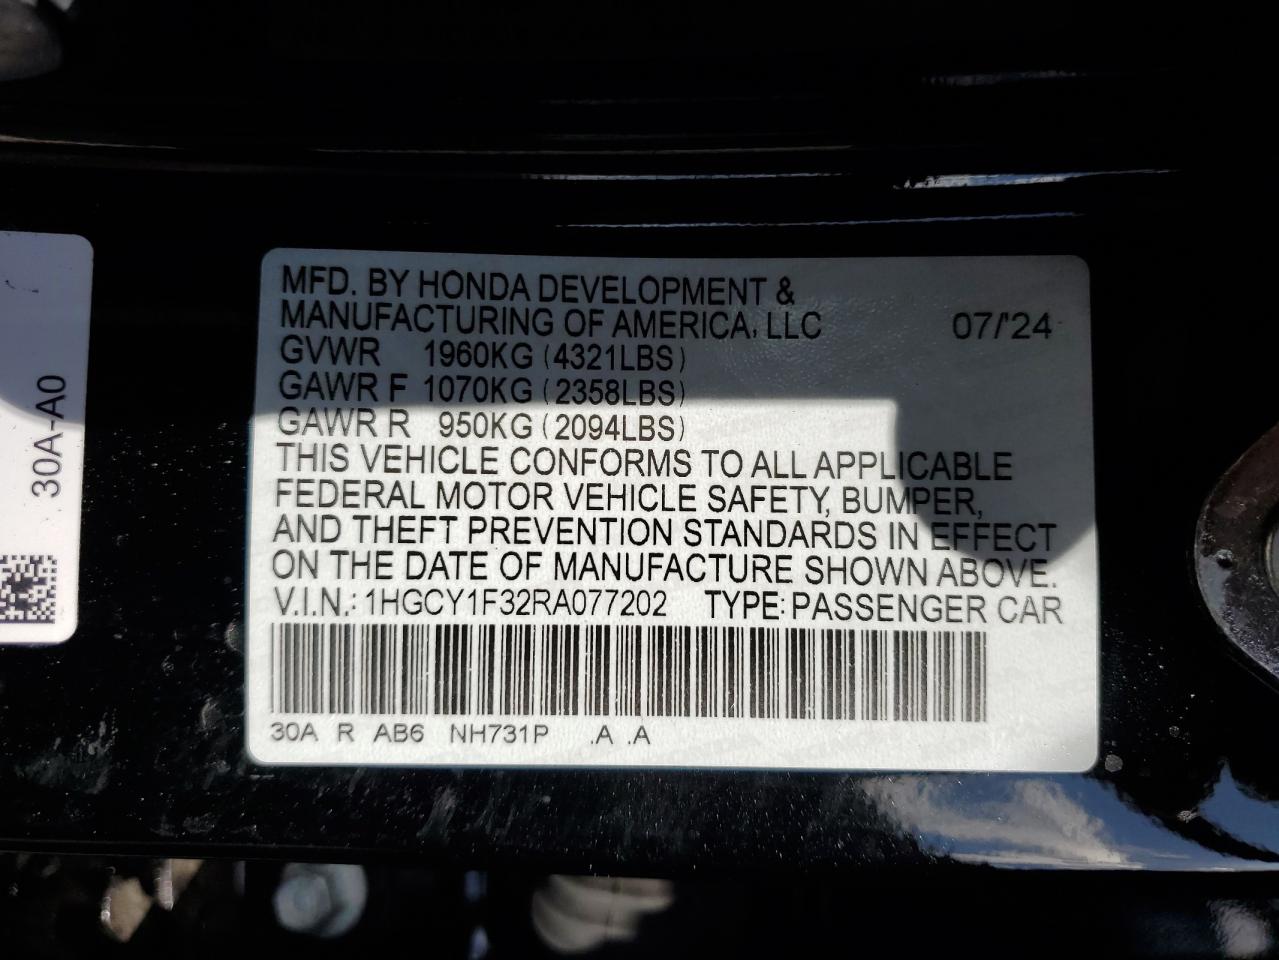 MFD. BY HONDA DEVELOPMENT &
MANUFACTURING OF AMERICA, LLC 07/'24
GVWR 1960KG (4321LBS)
GAWR F 1070KG (2358LBS)
GAWR R 950KG (2094LBS)
THIS VEHICLE CONFORMS TO ALL APPLICABLE
FEDERAL MOTOR VEHICLE SAFETY, BUMPER,
AND THEFT PREVENTION STANDARDS IN EFFECT
ON THE DATE OF MANUFACTURE SHOWN ABOVE.
V.I.N.: 1HGCY1F32RA077202 TYPE: PASSENGER CAR
30A R AB6 NH731P .A .A
30A-A0